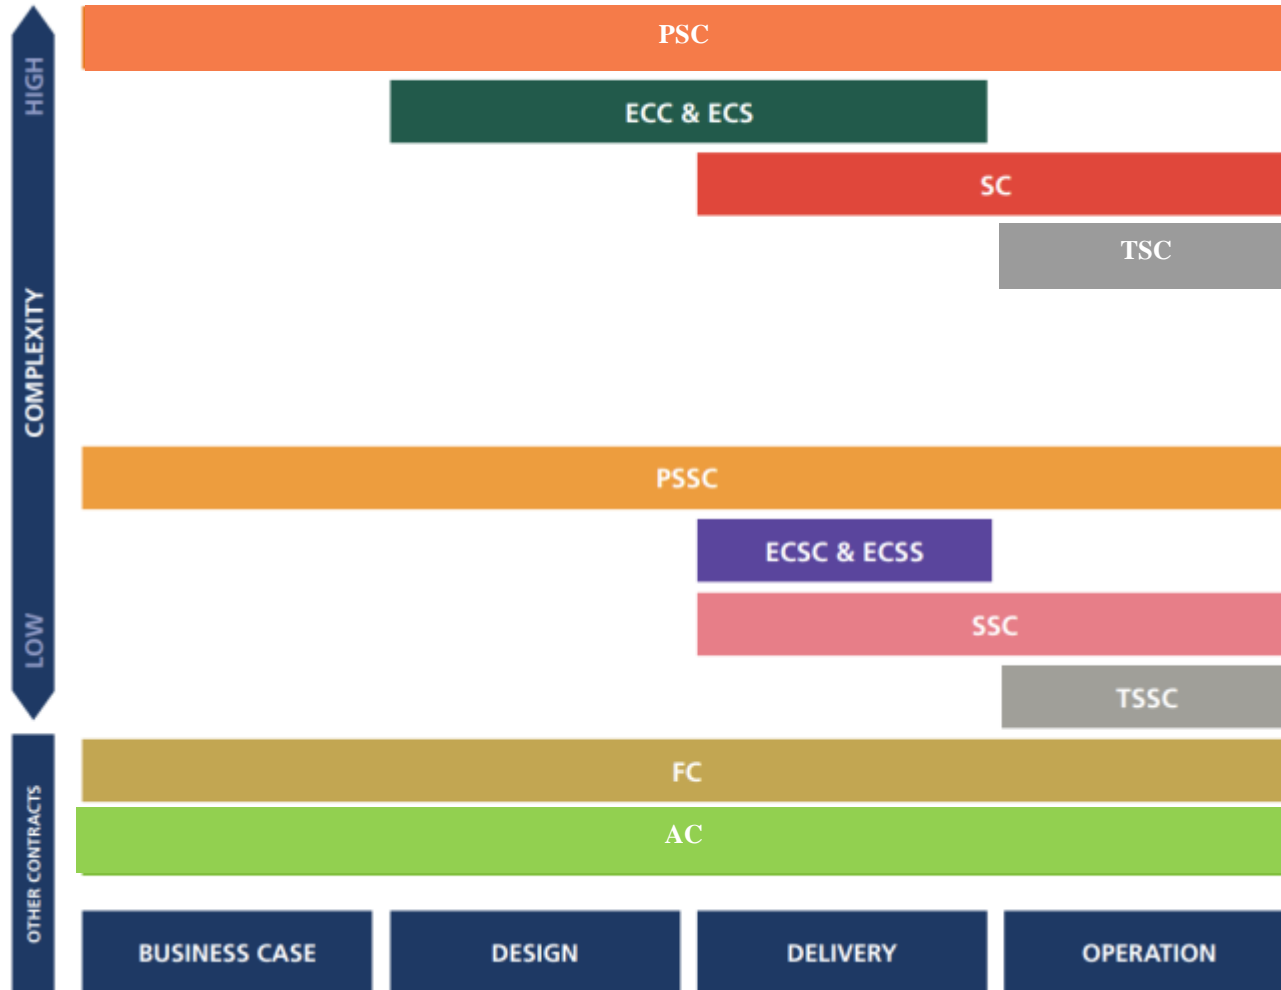 HIGH
COMPLEXITY
LOW
OTHER CONTRACTS
PSC
ECC & ECS
SC
TSC
PSSC
ECSC & ECSS
SSC
TSSC
FC
AC
BUSINESS CASE
DESIGN
DELIVERY
OPERATION